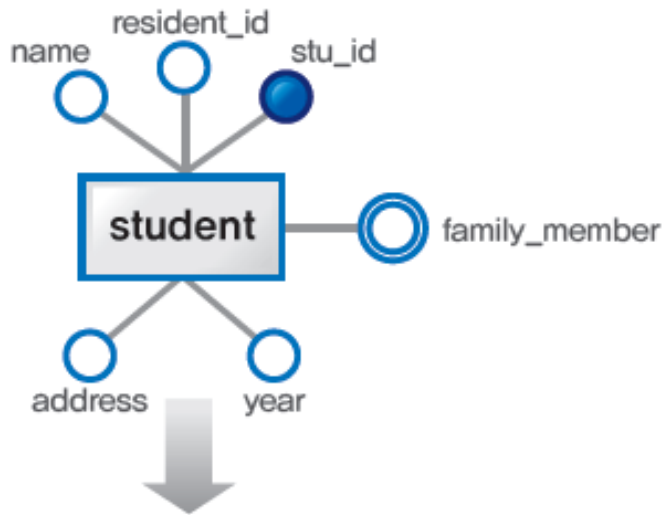 resident_id
name
stu_id
student
family_member
address
year